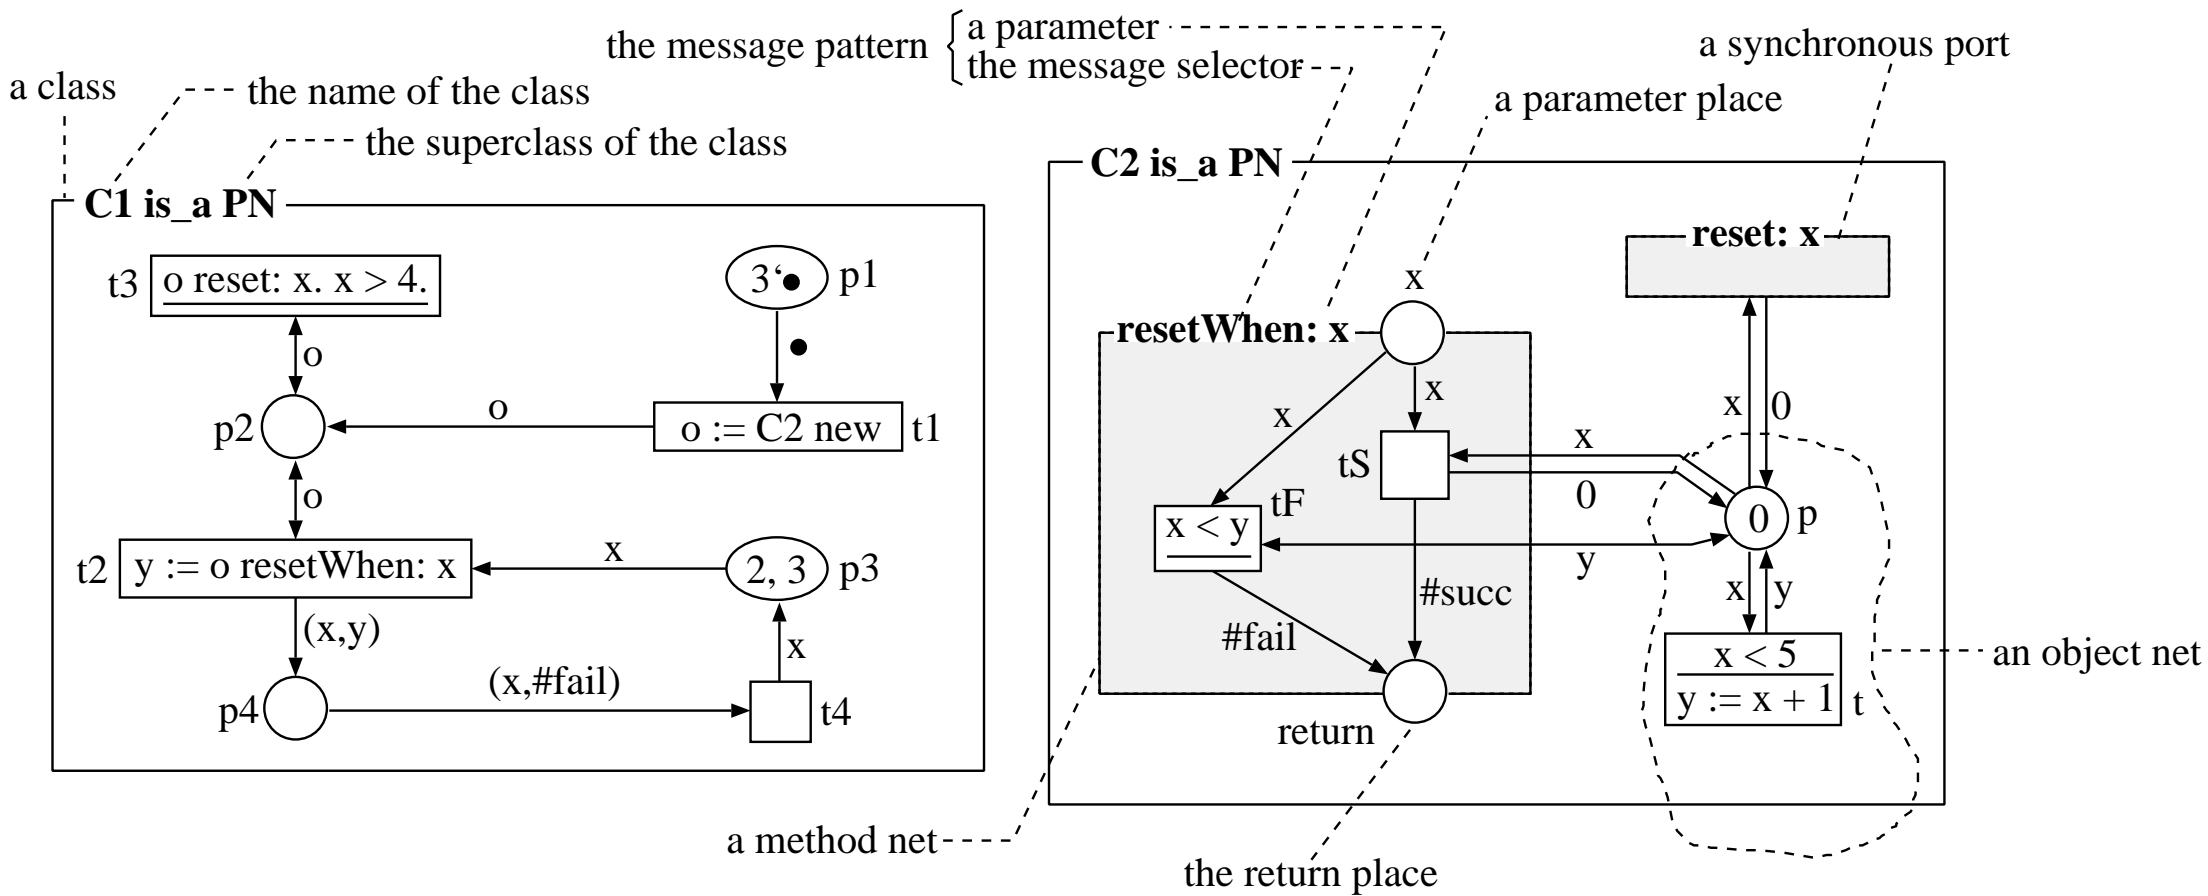 the message pattern
a parameter
the message selector
a synchronous port
a class
the name of the class
the superclass of the class
a parameter place
C1 is_a PN
t3
o reset: x. x > 4.
3‘●
p1
o
●
p2
o
o := C2 new
t1
o
t2
y := o resetWhen: x
x
2, 3
p3
(x,y)
x
p4
(x,#fail)
t4
C2 is_a PN
reset: x
x
resetWhen: x
x
x
x
0
tS
x
0
tF
x < y
y
0
p
#succ
#fail
x
y
x < 5
y := x + 1
t
return
an object net
a method net
the return place